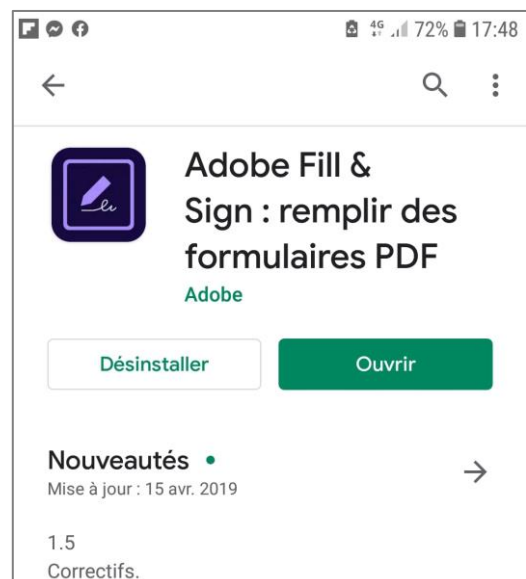 4G 72% 17:48
Adobe Fill &
Sign : remplir des
formulaires PDF
Adobe
Désinstaller
Ouvrir
Nouveautés •
Mise à jour : 15 avr. 2019
1.5
Correctifs.